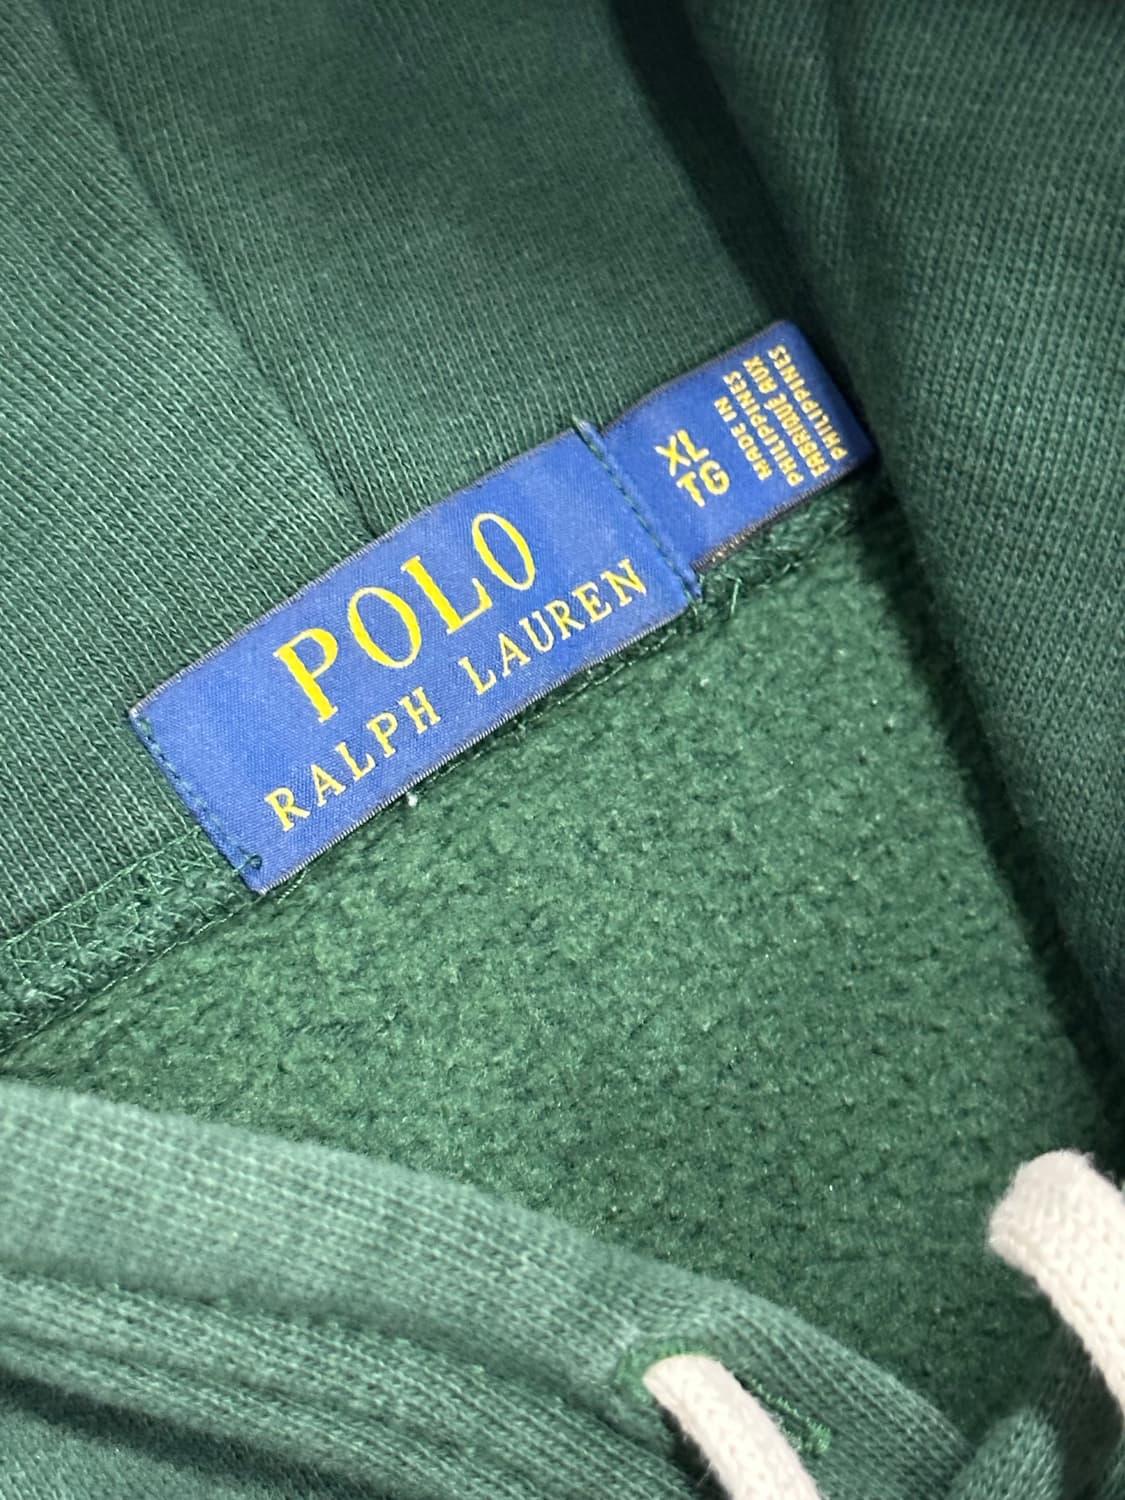 POLO
RALPH LAUREN
XL
TG
MADE IN
PHILIPPINES
FABRIQUÉ AUX
PHILIPPINES